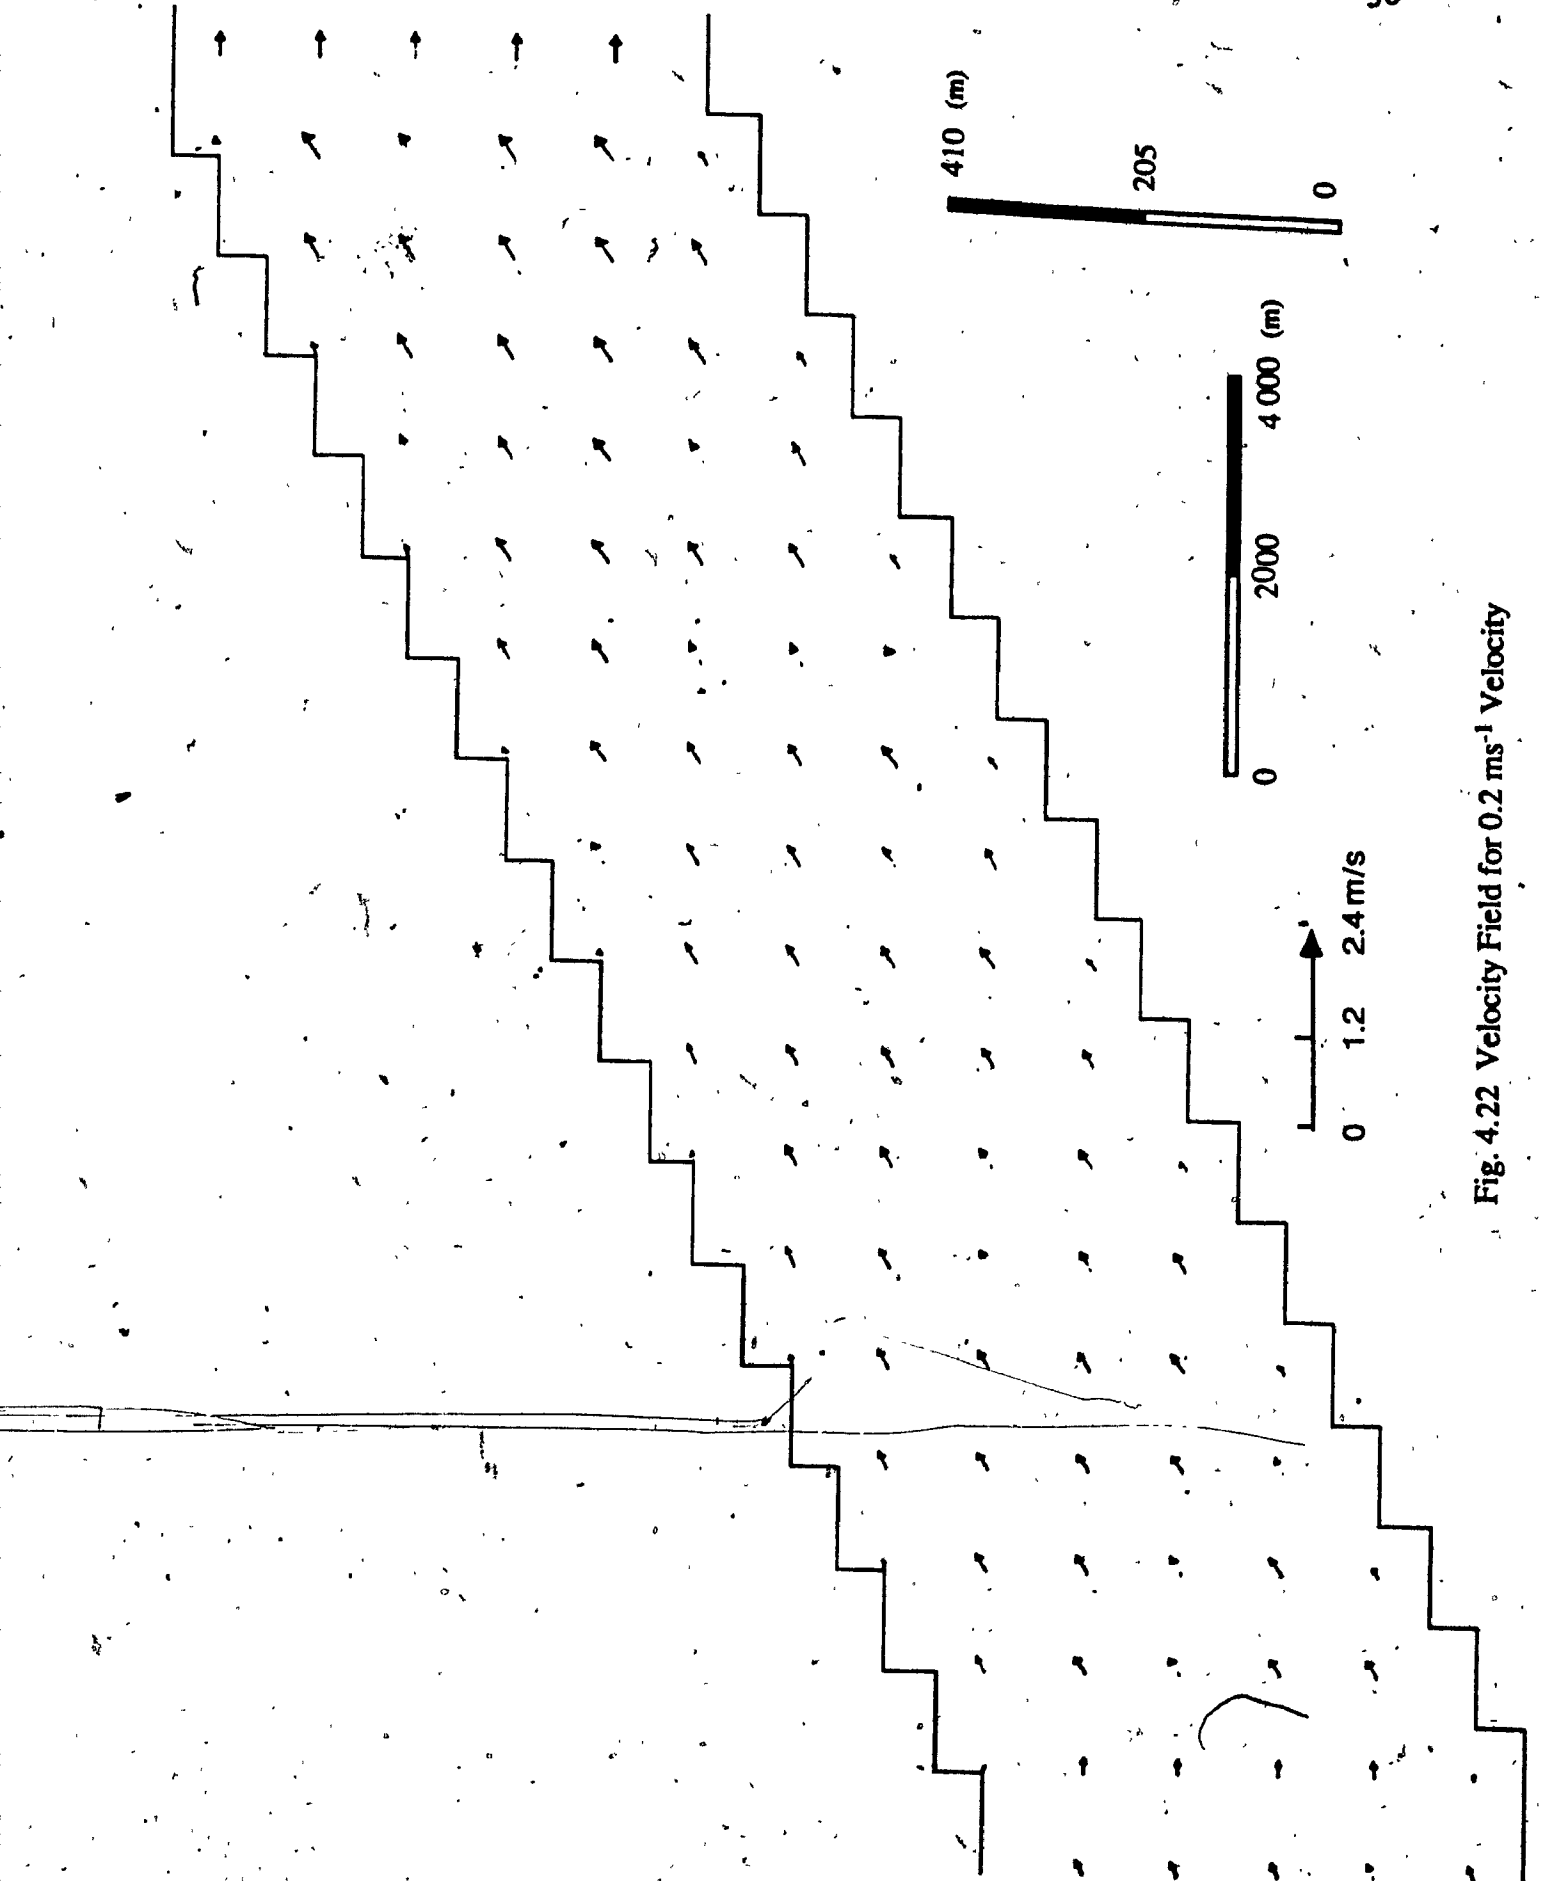 410 (m)
205
0
0 2000 4000 (m)
0 1.2 2.4 m/s
Fig. 4.22 Velocity Field for 0.2 ms⁻¹ Velocity